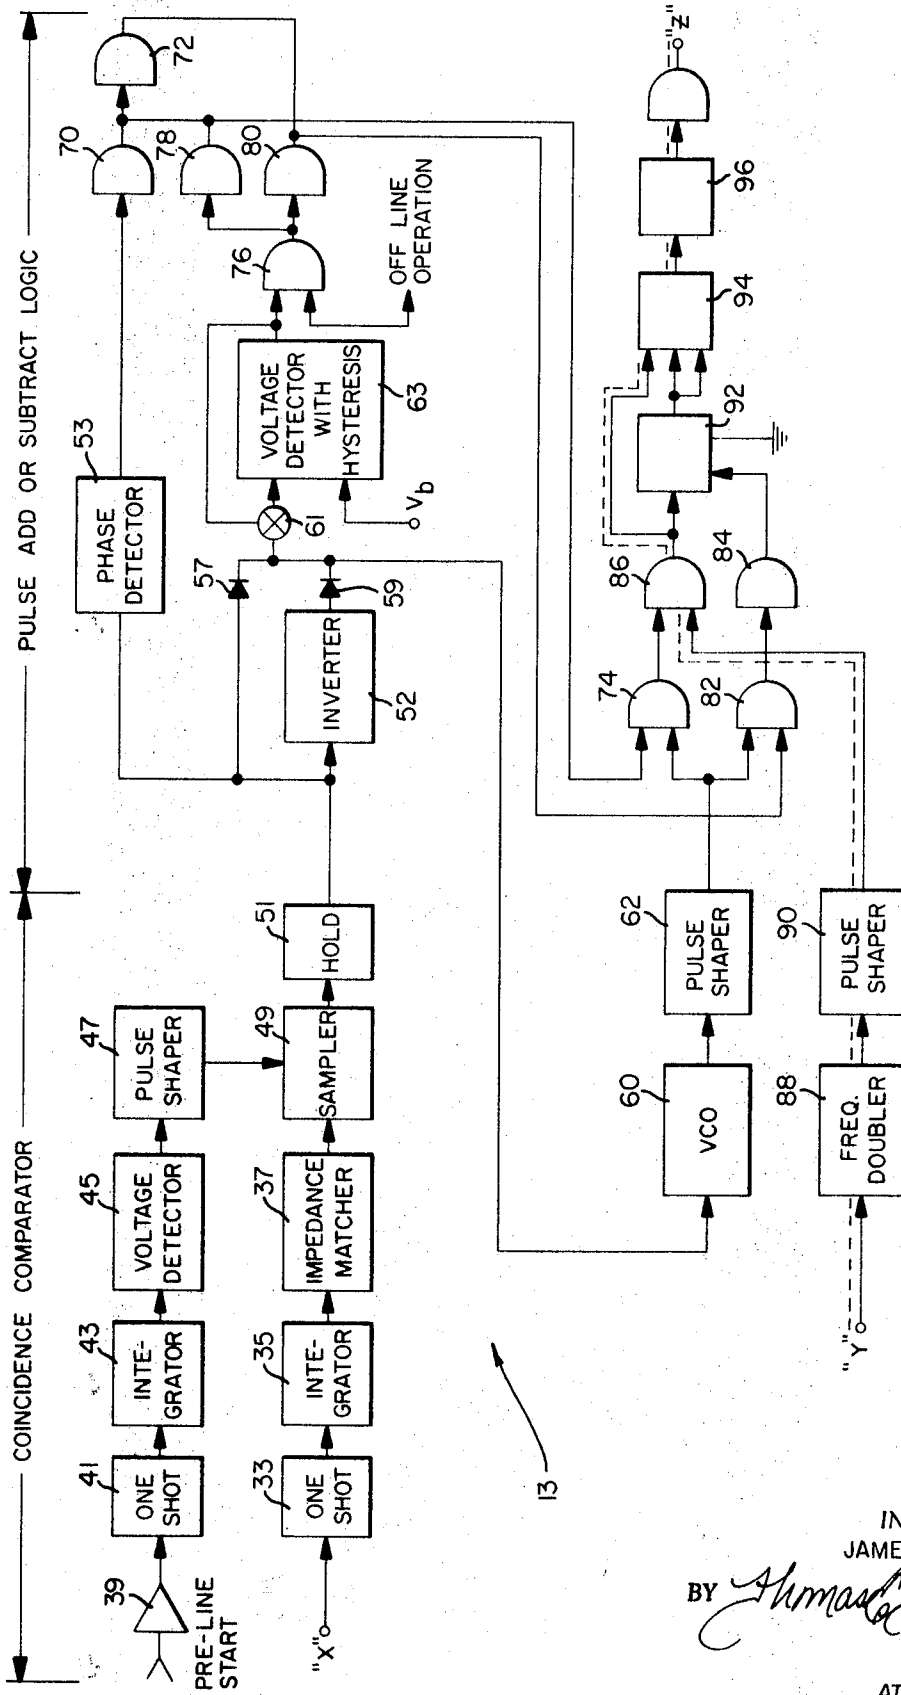 COINCIDENCE COMPARATOR
PULSE ADD OR SUBTRACT LOGIC
39
PRE-LINE
START
41
ONE
SHOT
43
INTE-
GRATOR
45
VOLTAGE
DETECTOR
47
PULSE
SHAPER
"X"
33
ONE
SHOT
35
INTE-
GRATOR
37
IMPEDANCE
MATCHER
49
SAMPLER
51
HOLD
53
PHASE
DETECTOR
57
INVERTER
52
59
61
Vb
VOLTAGE
DETECTOR
WITH
HYSTERESIS
63
76
OFF LINE
OPERATION
70
72
78
80
13
60
VCO
62
PULSE
SHAPER
74
82
86
84
92
94
96
"Z"
"Y"
88
FREQ.
DOUBLER
90
PULSE
SHAPER
IN
JAME
BY Thomas
AT